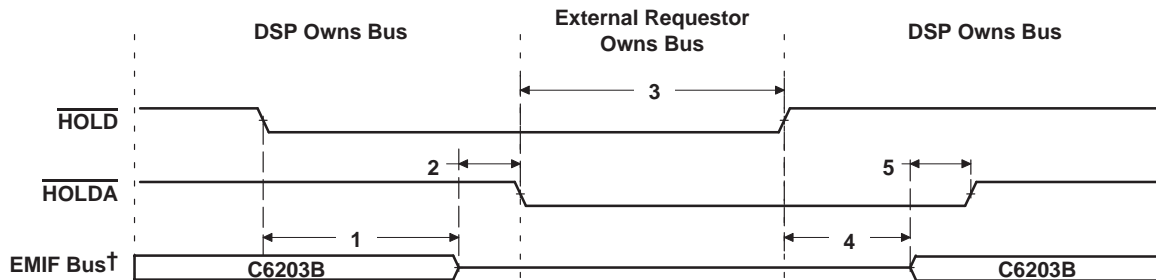 DSP Owns Bus
External Requestor
Owns Bus
DSP Owns Bus
3
HOLD
2
5
HOLDA
1
4
EMIF Bus†
C6203B
C6203B